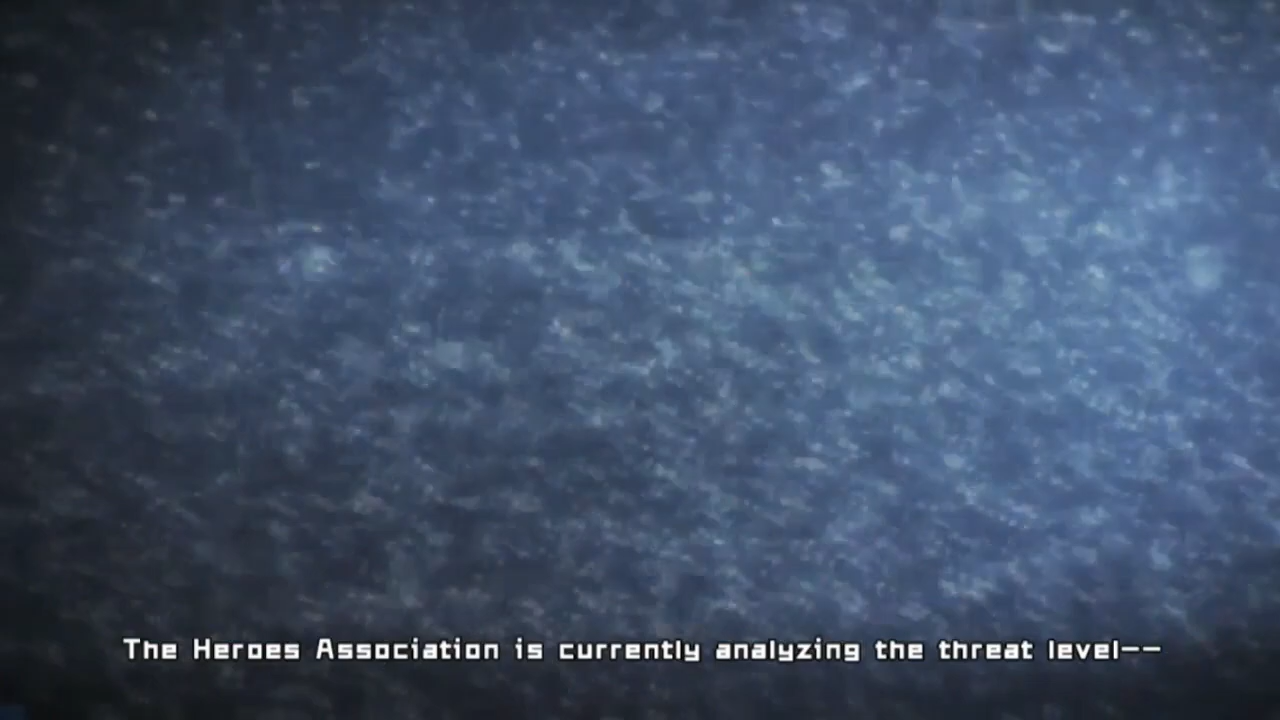 The Heroes Association is currently analyzing the threat level--